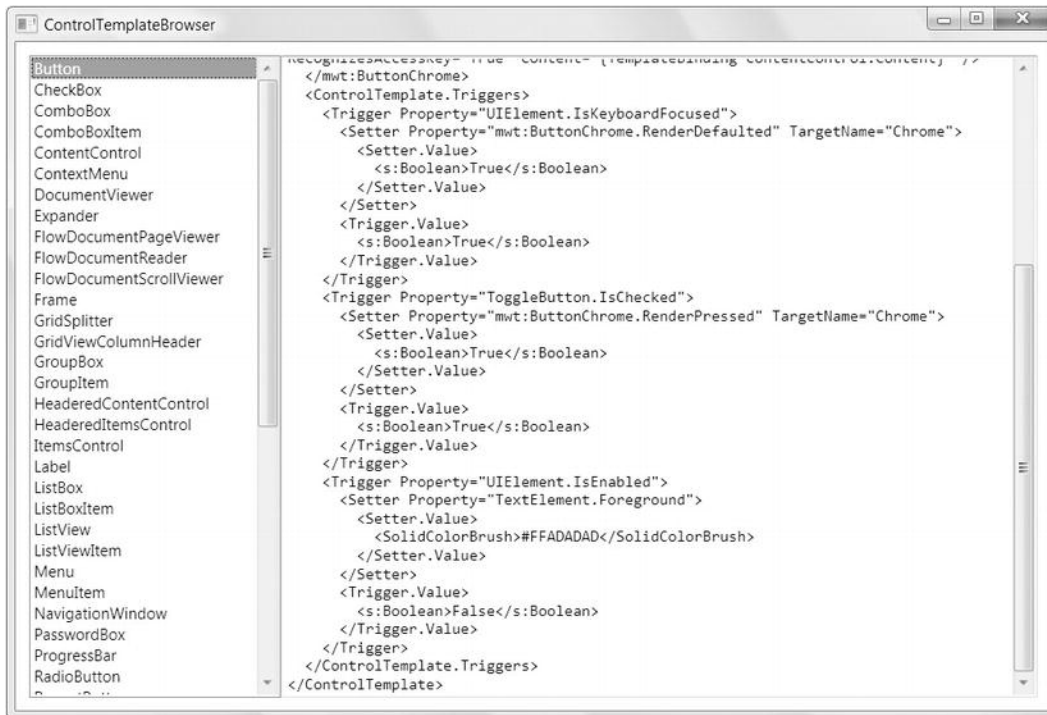 ControlTemplateBrowser
Button
CheckBox
ComboBox
ComboBoxItem
ContentControl
ContextMenu
DocumentViewer
Expander
FlowDocumentPageViewer
FlowDocumentReader
FlowDocumentScrollViewer
Frame
GridSplitter
GridViewColumnHeader
GroupBox
GroupItem
HeaderedContentControl
HeaderedItemsControl
ItemsControl
Label
ListBox
ListBoxItem
ListView
ListViewItem
Menu
MenuItem
NavigationWindow
PasswordBox
ProgressBar
RadioButton
RecognizesAccessKey="True" Content="{TemplateBinding ContentControl.Content}" />
</mwt:ButtonChrome>
<ControlTemplate.Triggers>
<Trigger Property="UIElement.IsKeyboardFocused">
<Setter Property="mwt:ButtonChrome.RenderDefaulted" TargetName="Chrome">
<Setter.Value>
<s:Boolean>True</s:Boolean>
</Setter.Value>
</Setter>
<Trigger.Value>
<s:Boolean>True</s:Boolean>
</Trigger.Value>
</Trigger>
<Trigger Property="ToggleButton.IsChecked">
<Setter Property="mwt:ButtonChrome.RenderPressed" TargetName="Chrome">
<Setter.Value>
<s:Boolean>True</s:Boolean>
</Setter.Value>
</Setter>
<Trigger.Value>
<s:Boolean>True</s:Boolean>
</Trigger.Value>
</Trigger>
<Trigger Property="UIElement.IsEnabled">
<Setter Property="TextElement.Foreground">
<Setter.Value>
<SolidColorBrush>#FFADADAD</SolidColorBrush>
</Setter.Value>
</Setter>
<Trigger.Value>
<s:Boolean>False</s:Boolean>
</Trigger.Value>
</Trigger>
</ControlTemplate.Triggers>
</ControlTemplate>